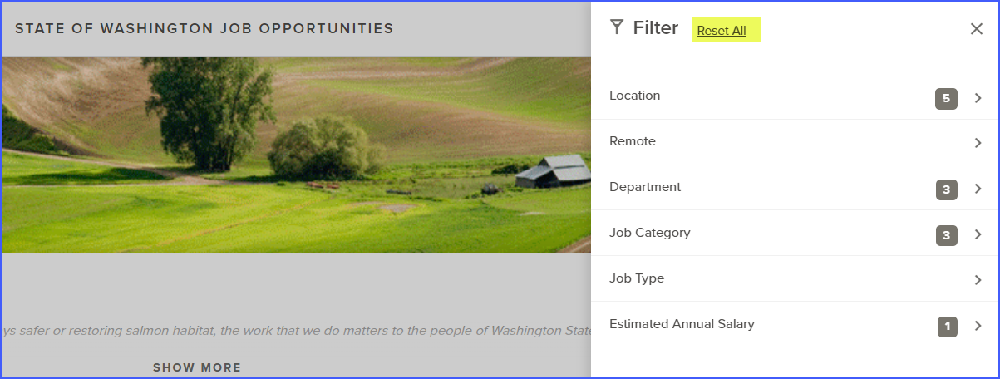 STATE OF WASHINGTON JOB OPPORTUNITIES
ys safer or restoring salmon habitat, the work that we do matters to the people of Washington State
SHOW MORE
Filter Reset All
Location 5
Remote
Department 3
Job Category 3
Job Type
Estimated Annual Salary 1